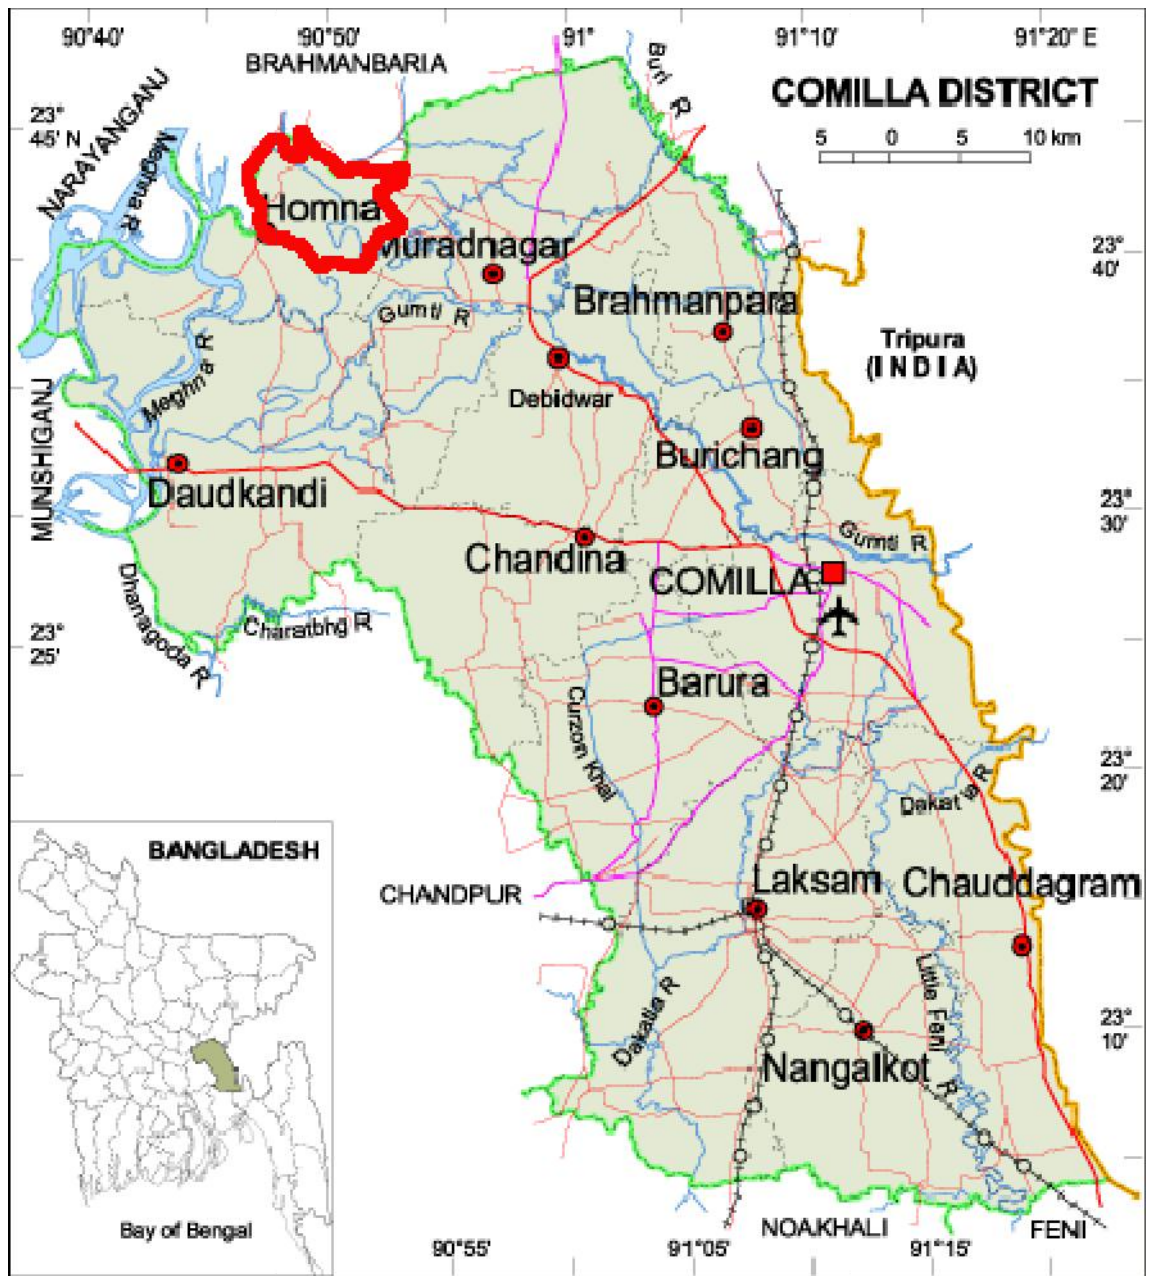 90°40' 90°50' 91° 91°10' 91°20' E
BRAHMANBARIA
COMILLA DISTRICT
5 0 5 10 km
23°
45' N
NARAYANGANJ
Meghna R
Buri R
Homna
Muradnagar
23°
40'
Brahmanpara
Gumti R
Tripura
(INDIA)
Meghna R
Debidwar
MUNSHIGANJ
Burichang
Daudkandi
23°
30'
Gumti R
Chandina
COMILLA
Dhanagoda R
Charatbhg R
23°
25'
Barura
Curzon Khal
23°
20'
Dakatia R
BANGLADESH
CHANDPUR
Laksam
Chauddagram
Little Feni R
Dakatia R
23°
10'
Nangalkot
Bay of Bengal
NOAKHALI
FENI
90°55' 91°05' 91°15'